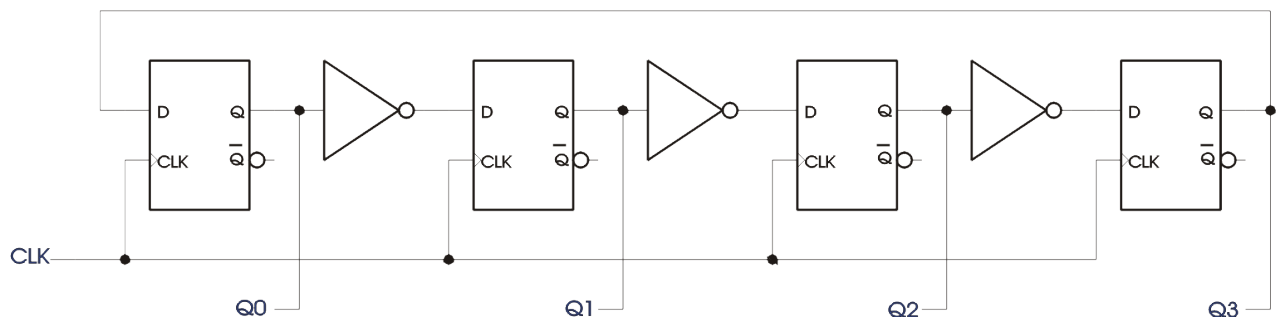 D Q D Q D Q D Q
CLK Q̅ CLK Q̅ CLK Q̅ CLK Q̅
CLK
Q0 Q1 Q2 Q3